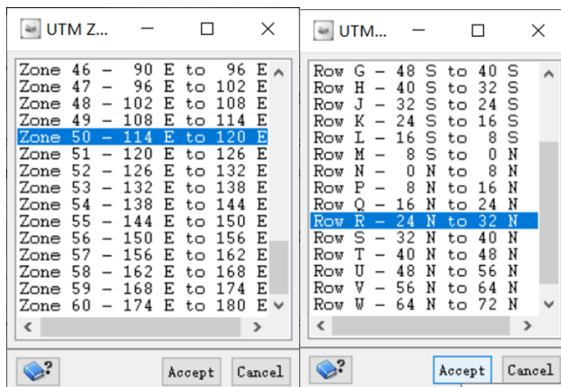 UTM Z...
Zone 46 - 90 E to 96 E
Zone 47 - 96 E to 102 E
Zone 48 - 102 E to 108 E
Zone 49 - 108 E to 114 E
Zone 50 - 114 E to 120 E
Zone 51 - 120 E to 126 E
Zone 52 - 126 E to 132 E
Zone 53 - 132 E to 138 E
Zone 54 - 138 E to 144 E
Zone 55 - 144 E to 150 E
Zone 56 - 150 E to 156 E
Zone 57 - 156 E to 162 E
Zone 58 - 162 E to 168 E
Zone 59 - 168 E to 174 E
Zone 60 - 174 E to 180 E
?
Accept
Cancel
UTM...
Row G - 48 S to 40 S
Row H - 40 S to 32 S
Row J - 32 S to 24 S
Row K - 24 S to 16 S
Row L - 16 S to 8 S
Row M - 8 S to 0 N
Row N - 0 N to 8 N
Row P - 8 N to 16 N
Row Q - 16 N to 24 N
Row R - 24 N to 32 N
Row S - 32 N to 40 N
Row T - 40 N to 48 N
Row U - 48 N to 56 N
Row V - 56 N to 64 N
Row W - 64 N to 72 N
?
Accept
Cancel